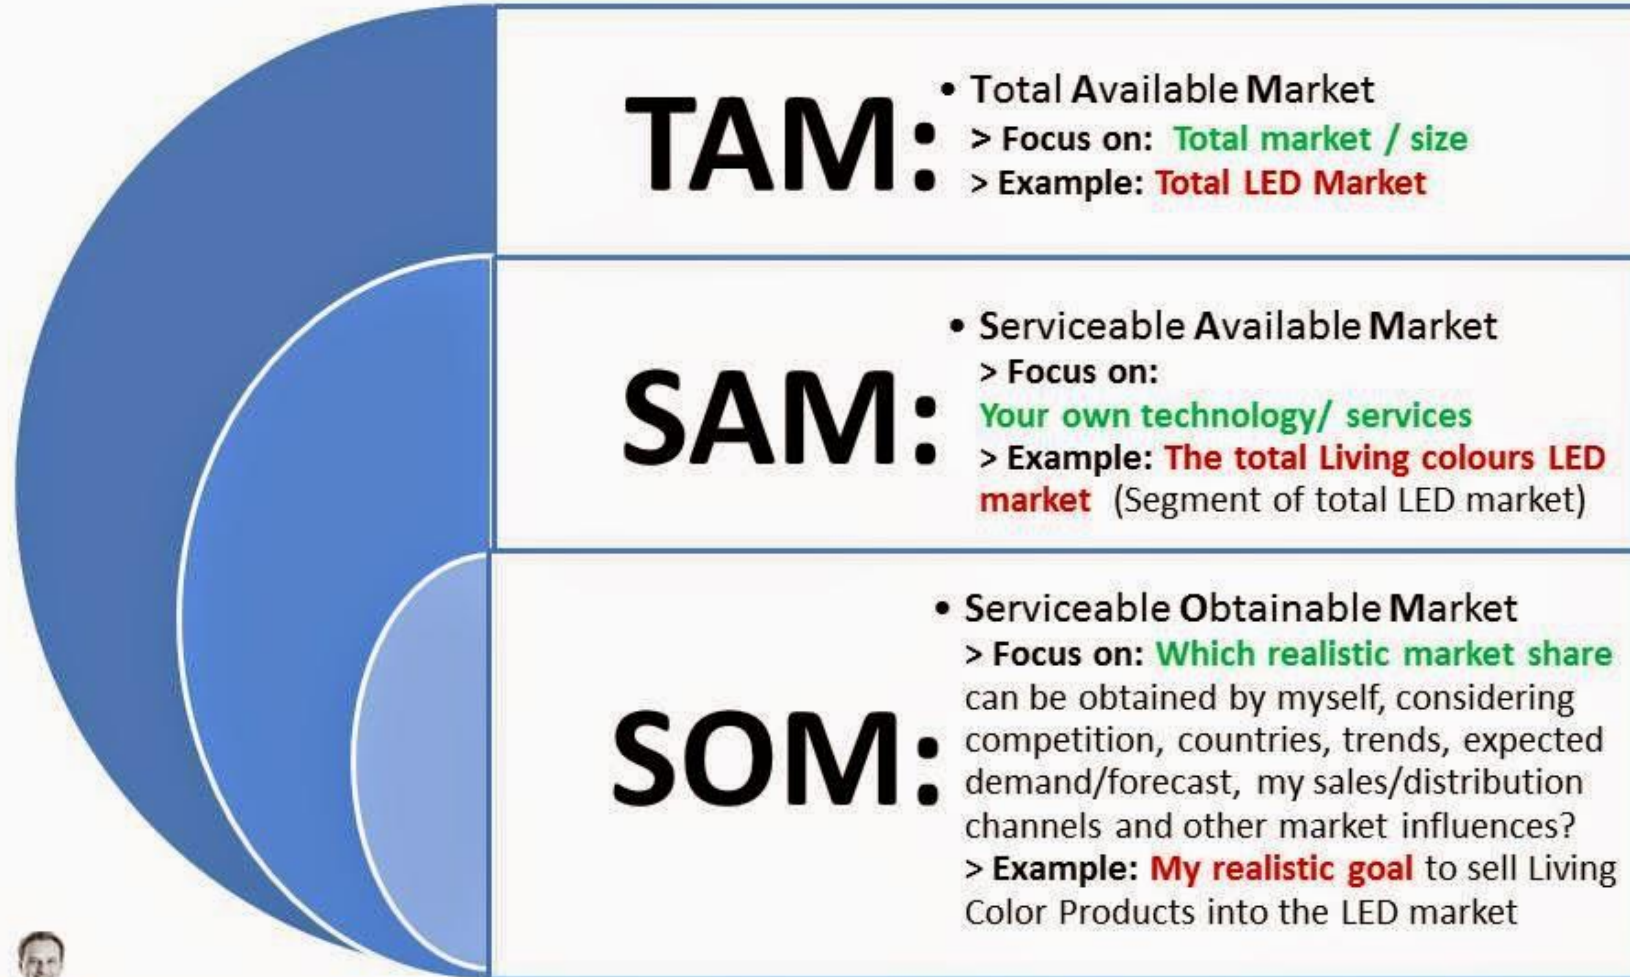 TAM:
• Total Available Market
> Focus on: Total market / size
> Example: Total LED Market
SAM:
• Serviceable Available Market
> Focus on:
Your own technology/ services
> Example: The total Living colours LED
market (Segment of total LED market)
SOM:
• Serviceable Obtainable Market
> Focus on: Which realistic market share
can be obtained by myself, considering
competition, countries, trends, expected
demand/forecast, my sales/distribution
channels and other market influences?
> Example: My realistic goal to sell Living
Color Products into the LED market